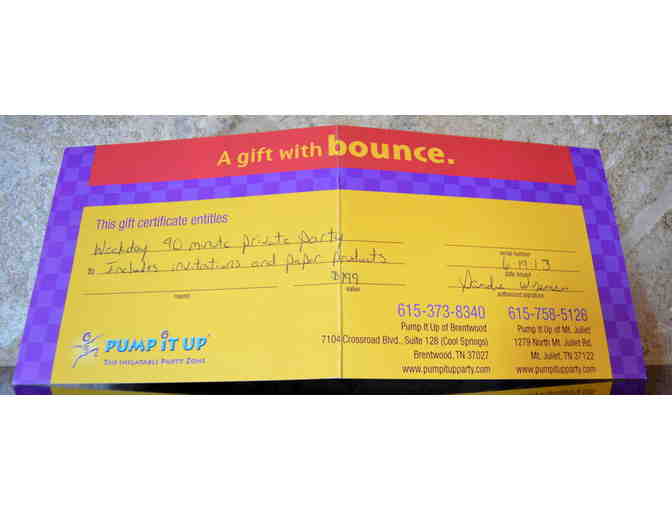 A gift with bounce.
This gift certificate entitles
Weekday 90 minute Private Party
Includes invitations and paper Products
$199
name
value
serial number
6.19.13
date issued
authorized signature
PUMP IT UP
THE INFLATABLE PARTY ZONE
615-373-8340
Pump It Up of Brentwood
7104 Crossroad Blvd., Suite 128 (Cool Springs)
Brentwood, TN 37027
www.pumpitupparty.com
615-758-5126
Pump It Up of Mt. Juliet
1279 North Mt. Juliet Rd.
Mt. Juliet, TN 37122
www.pumpitupparty.com